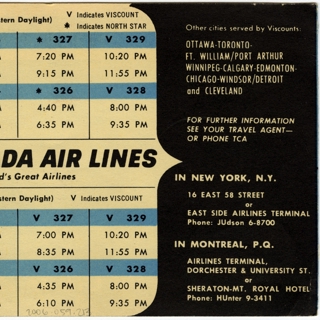 tern Daylight)
V Indicates VISCOUNT
* Indicates NORTH STAR
* 327 V 329
7:20 PM 10:20 PM
9:15 PM 11:55 PM
* 326 V 328
4:40 PM 8:00 PM
6:35 PM 9:35 PM
DA AIR LINES
d's Great Airlines
stern Daylight) V Indicates VISCOUNT
V 327 V 329
7:00 PM 10:20 PM
8:35 PM 11:55 PM
V 326 V 328
4:35 PM 8:00 PM
6:10 PM 9:35 PM
Other cities served by Viscounts:
OTTAWA-TORONTO-
FT. WILLIAM/PORT ARTHUR
WINNIPEG-CALGARY-EDMONTON-
CHICAGO-WINDSOR/DETROIT
and CLEVELAND
FOR FURTHER INFORMATION
SEE YOUR TRAVEL AGENT—
OR PHONE TCA
IN NEW YORK, N.Y.
16 EAST 58 STREET
or
EAST SIDE AIRLINES TERMINAL
Phone: JUdson 6-8700
IN MONTREAL, P.Q.
AIRLINES TERMINAL,
DORCHESTER & UNIVERSITY ST.
or
SHERATON-MT. ROYAL HOTEL
Phone: HUnter 9-3411